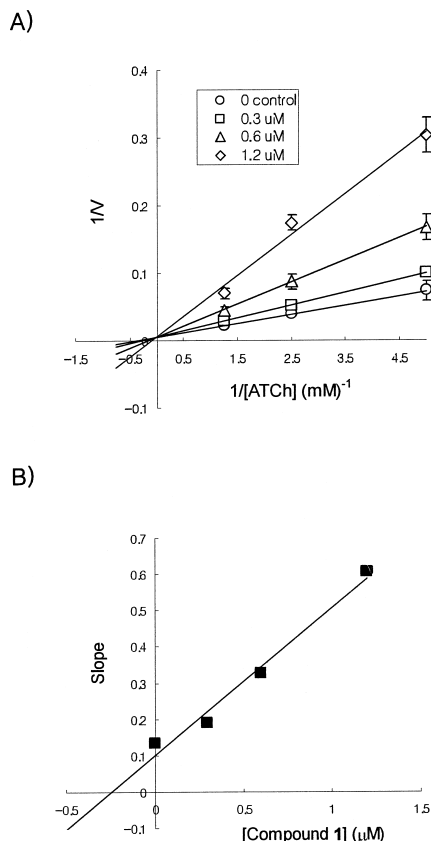 A)
0.4
0 control
0.3 uM
0.6 uM
1.2 uM
0.3
0.2
1/V
0.1
0
−1.5 −0.5 0.5 1.5 2.5 3.5 4.5
1/[ATCh] (mM)-1
−0.1
B)
0.7
0.6
0.5
0.4
Slope
0.3
0.2
0.1
0
−0.5 0 0.5 1 1.5
−0.1
[Compound 1] (μM)